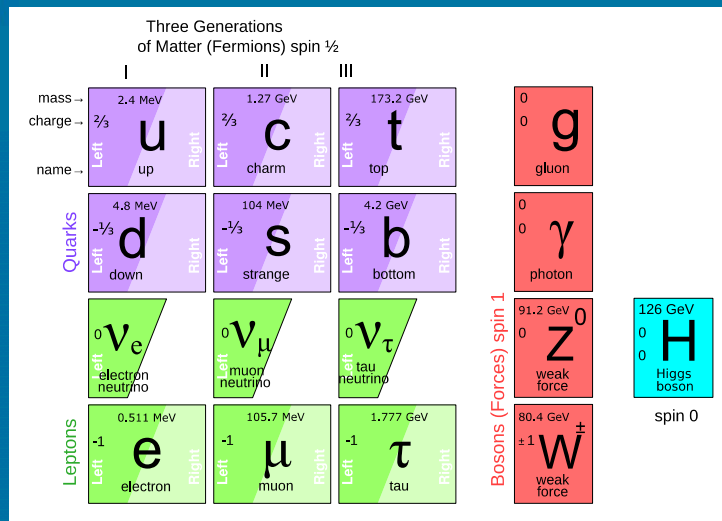 Three Generations
of Matter (Fermions) spin ½
I II III
mass→
charge→
name→
2.4 MeV
⅔
u
Left
Right
up
1.27 GeV
⅔
c
Left
Right
charm
173.2 GeV
⅔
t
Left
Right
top
0
0
g
gluon
Quarks
4.8 MeV
-⅓
d
Left
Right
down
104 MeV
-⅓
s
Left
Right
strange
4.2 GeV
-⅓
b
Left
Right
bottom
0
0
γ
photon
0
νe
Left
electron
neutrino
0
νμ
Left
muon
neutrino
0
ντ
Left
tau
neutrino
91.2 GeV
0
Z0
weak
force
126 GeV
0
0
H
Higgs
boson
spin 0
Leptons
0.511 MeV
-1
e
Left
Right
electron
105.7 MeV
-1
μ
Left
Right
muon
1.777 GeV
-1
τ
Left
Right
tau
Bosons (Forces) spin 1
80.4 GeV
±1
W±
weak
force